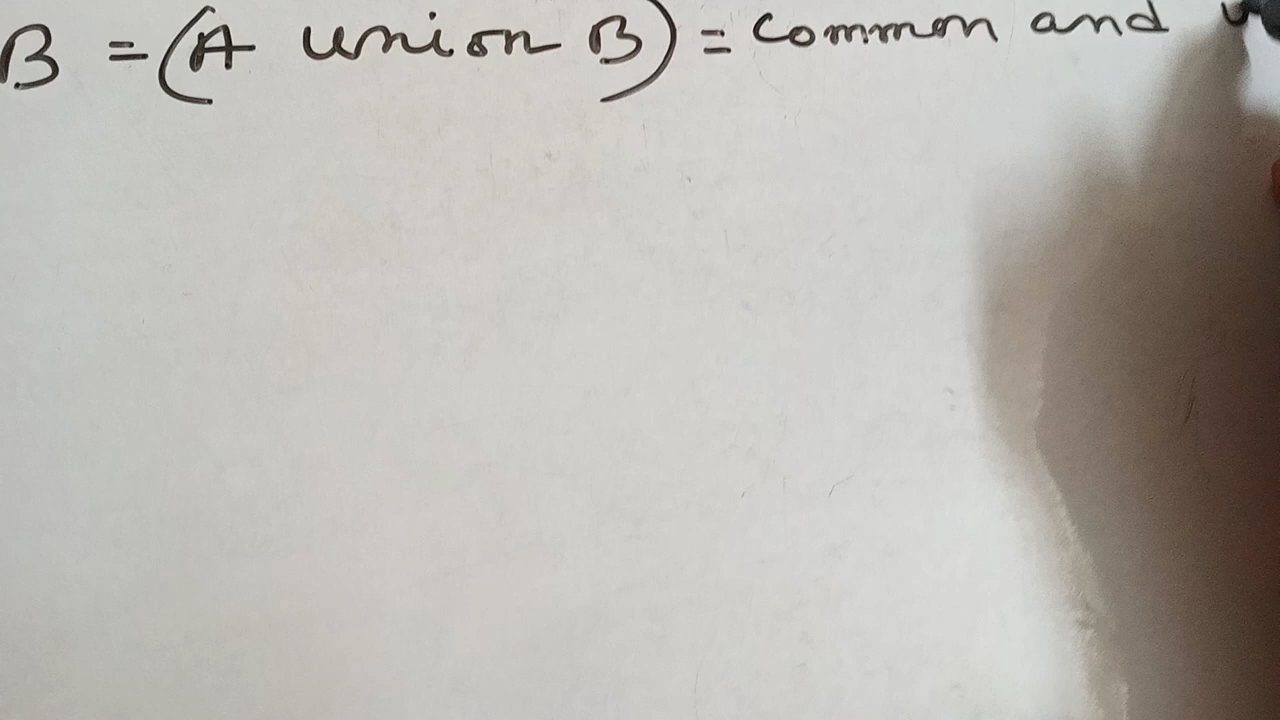 B = (A union B) = common and